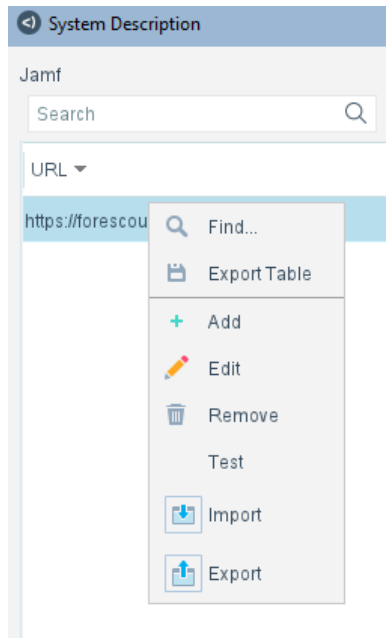 System Description
Jamf
Search
URL
https://forescou
Find...
Export Table
Add
Edit
Remove
Test
Import
Export